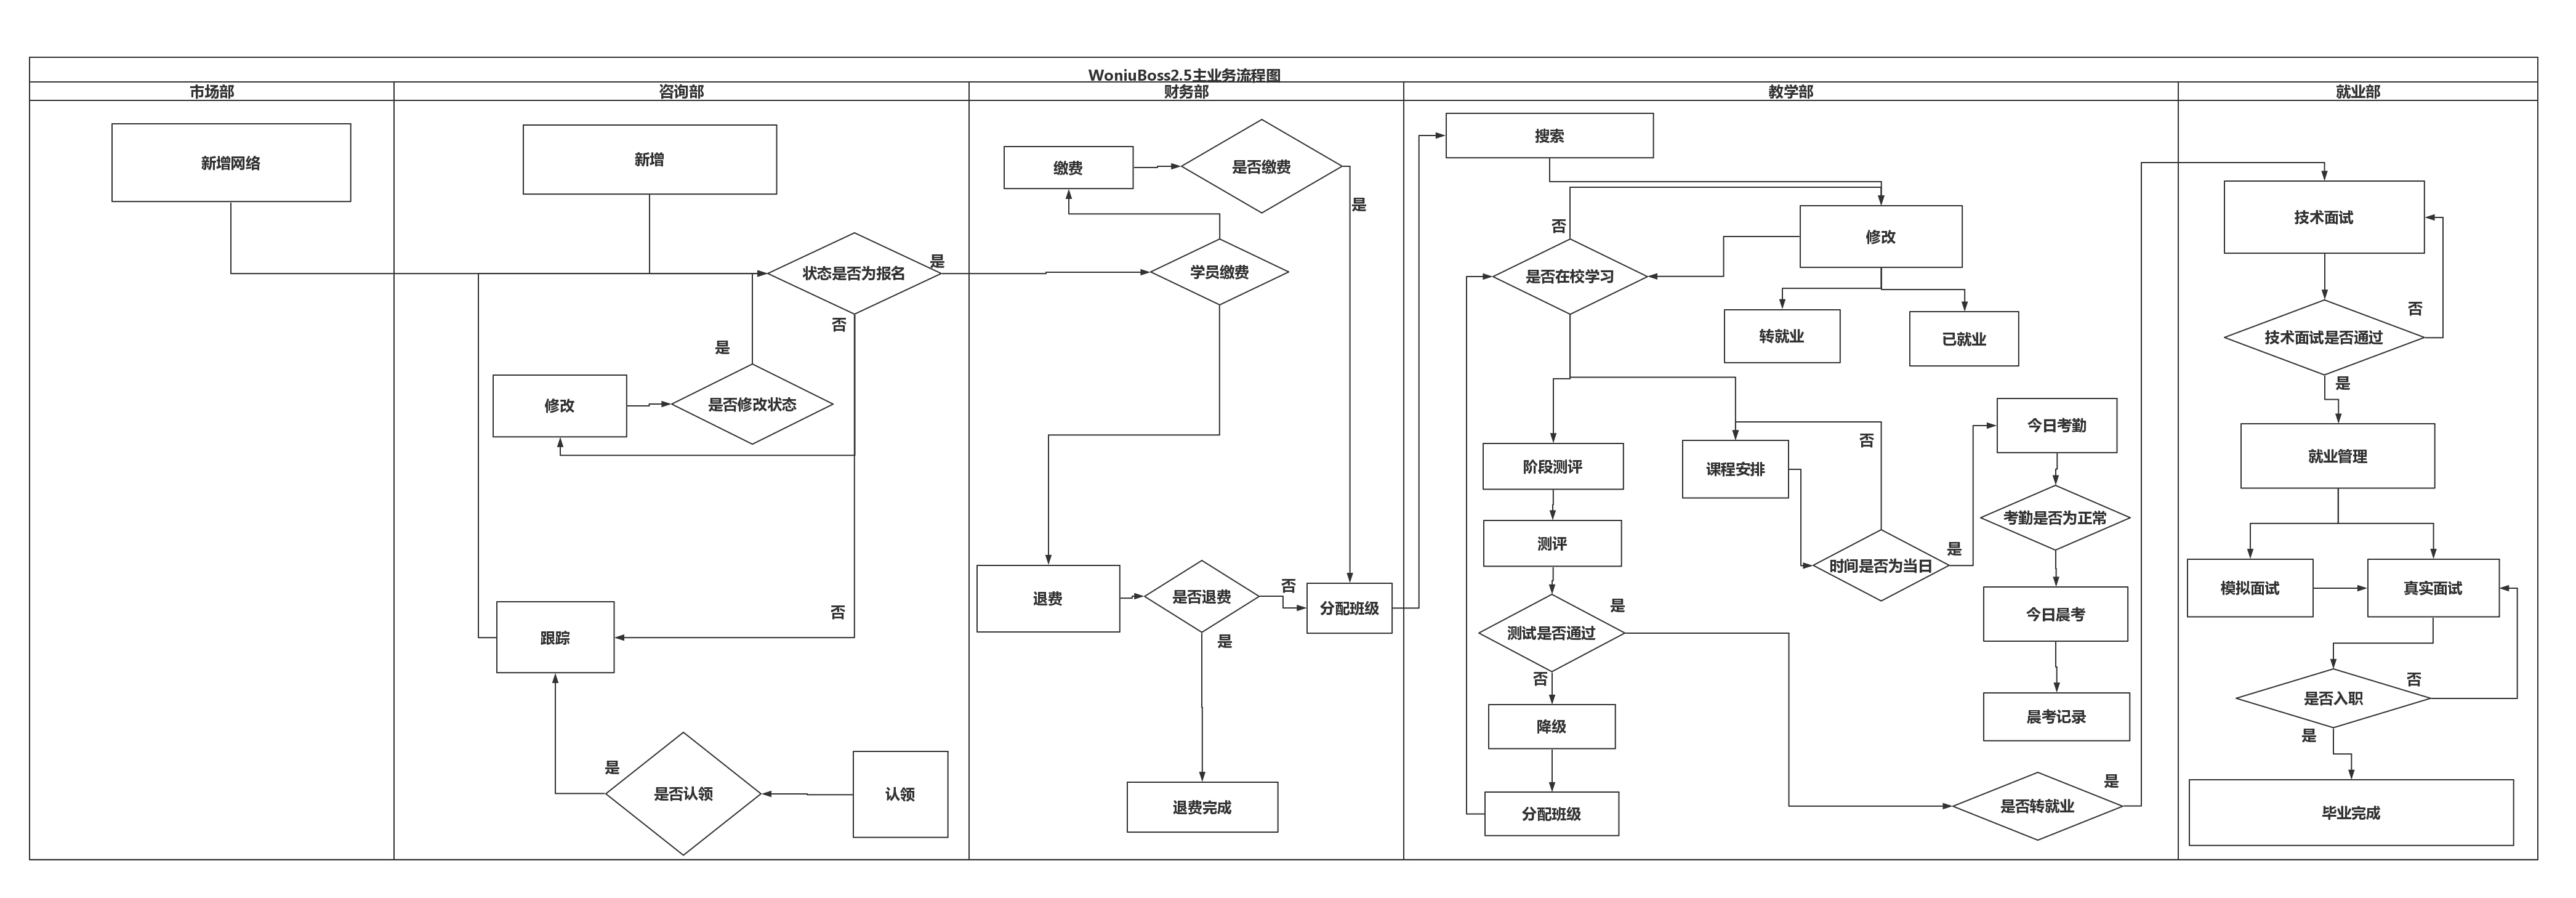 WoniuBoss2.5主业务流程图
市场部
咨询部
财务部
教学部
就业部
新增网络
新增
状态是否为报名
是
否
是
修改
是否修改状态
否
跟踪
是
是否认领
认领
缴费
是否缴费
是
学员缴费
退费
是否退费
否
是
分配班级
退费完成
搜索
否
修改
是否在校学习
转就业
已就业
阶段测评
课程安排
否
今日考勤
测评
考勤是否为正常
时间是否为当日
是
是
测试是否通过
今日晨考
否
降级
晨考记录
分配班级
是否转就业
是
技术面试
否
技术面试是否通过
是
就业管理
模拟面试
真实面试
否
是否入职
是
毕业完成